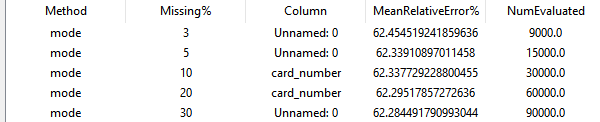 Method Missing% Column MeanRelativeError% NumEvaluated
mode 3 Unnamed: 0 62.454519241859636 9000.0
mode 5 Unnamed: 0 62.33910897011458 15000.0
mode 10 card_number 62.337729228800455 30000.0
mode 20 card_number 62.29517857272636 60000.0
mode 30 Unnamed: 0 62.284491790993044 90000.0